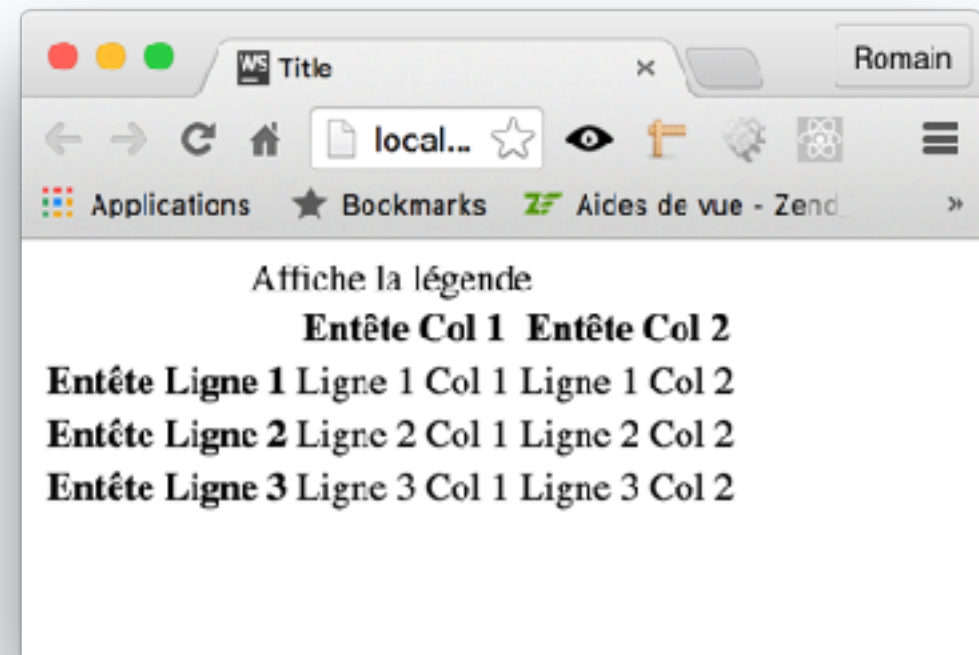 WS Title × Romain
local...
Applications Bookmarks ZF Aides de vue - Zend »
Affiche la légende
Entête Col 1 Entête Col 2
Entête Ligne 1 Ligne 1 Col 1 Ligne 1 Col 2
Entête Ligne 2 Ligne 2 Col 1 Ligne 2 Col 2
Entête Ligne 3 Ligne 3 Col 1 Ligne 3 Col 2